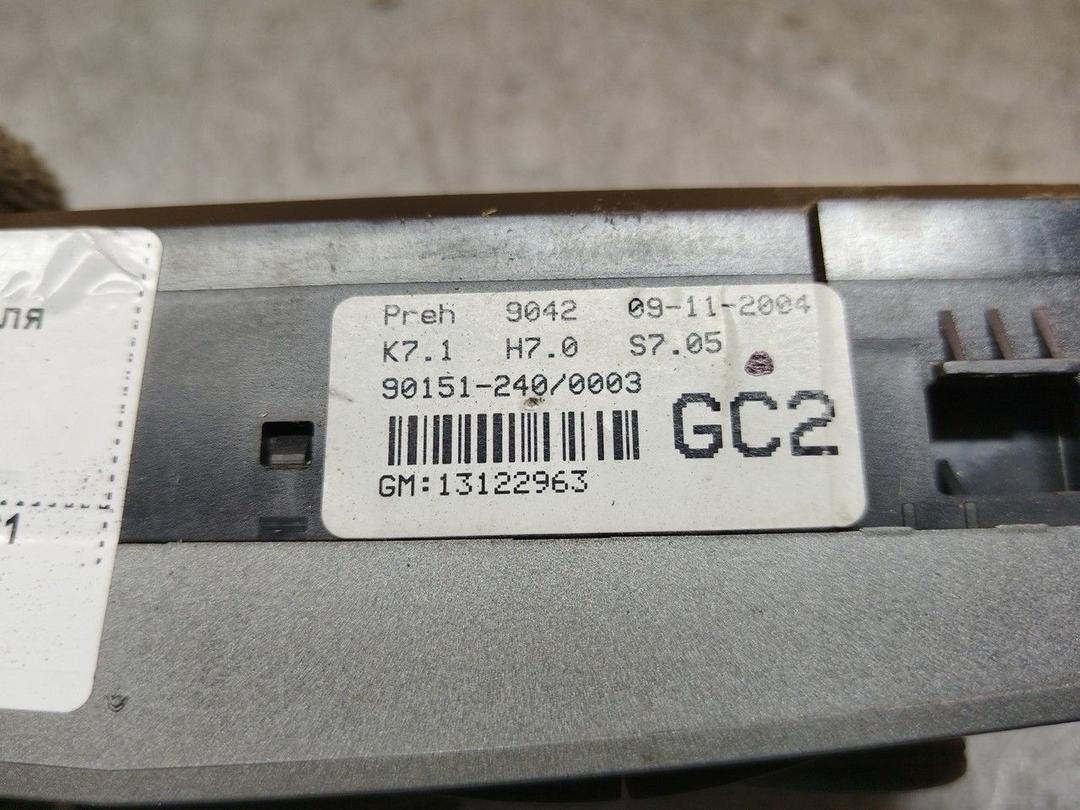 ля
Preh 9042 09-11-2004
K7.1 H7.0 S7.05
90151-240/0003
GC2
GM:13122963
1